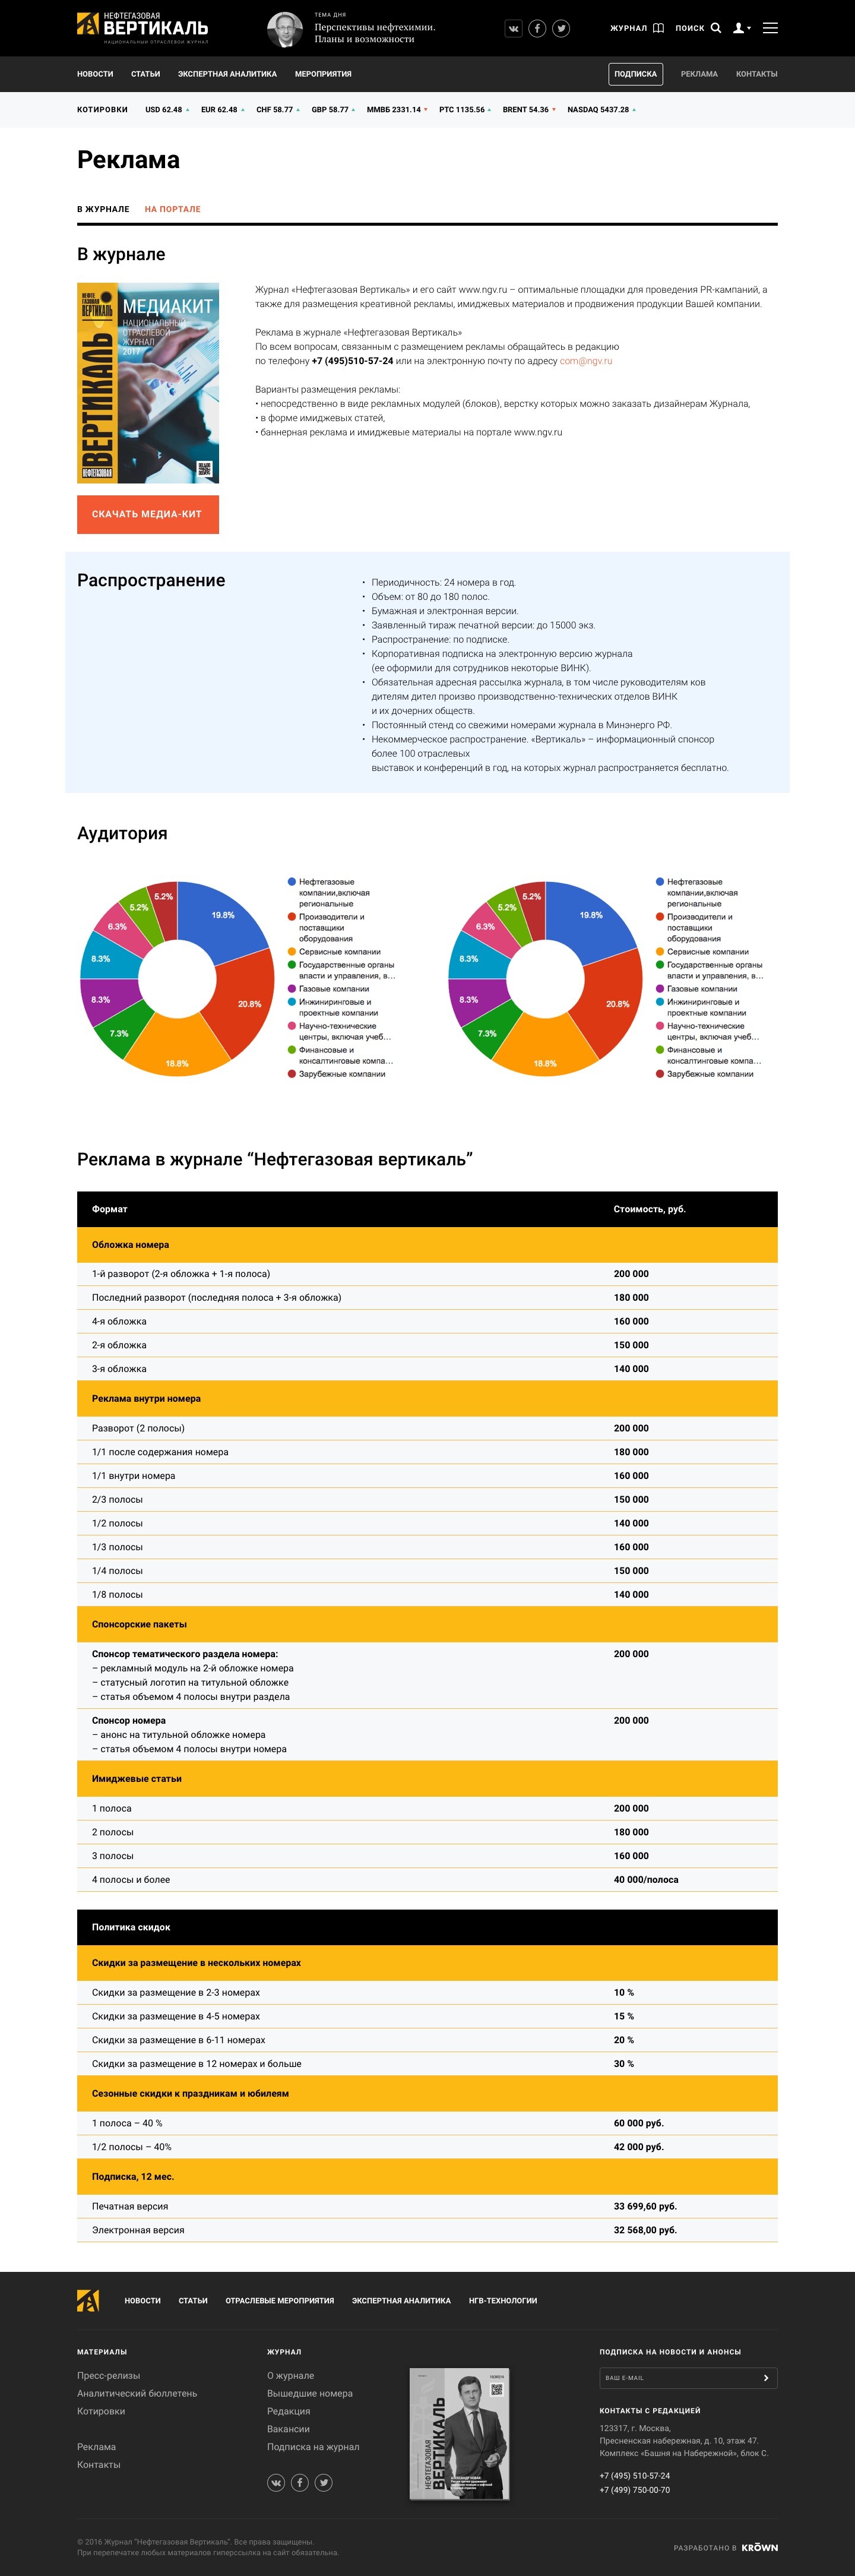 НЕФТЕГАЗОВАЯ
ВЕРТИКАЛЬ
НАЦИОНАЛЬНЫЙ ОТРАСЛЕВОЙ ЖУРНАЛ
ТЕМА ДНЯ
Перспективы нефтехимии.
Планы и возможности
ЖУРНАЛ ПОИСК
НОВОСТИ СТАТЬИ ЭКСПЕРТНАЯ АНАЛИТИКА МЕРОПРИЯТИЯ ПОДПИСКА РЕКЛАМА КОНТАКТЫ
КОТИРОВКИ USD 62.48 EUR 62.48 CHF 58.77 GBP 58.77 ММВБ 2331.14 РТС 1135.56 BRENT 54.36 NASDAQ 5437.28
Реклама
В ЖУРНАЛЕ НА ПОРТАЛЕ
В журнале
НЕФТЕ
ГАЗОВАЯ
ВЕРТИКАЛЬ
МЕДИАКИТ
НАЦИОНАЛЬНЫЙ
ОТРАСЛЕВОЙ
ЖУРНАЛ
2017
ВЕРТИКАЛЬ
НЕФТЕГАЗОВАЯ
СКАЧАТЬ МЕДИА-КИТ
Журнал «Нефтегазовая Вертикаль» и его сайт www.ngv.ru – оптимальные площадки для проведения PR-кампаний, а
также для размещения креативной рекламы, имиджевых материалов и продвижения продукции Вашей компании.
Реклама в журнале «Нефтегазовая Вертикаль»
По всем вопросам, связанным с размещением рекламы обращайтесь в редакцию
по телефону +7 (495)510-57-24 или на электронную почту по адресу com@ngv.ru
Варианты размещения рекламы:
• непосредственно в виде рекламных модулей (блоков), верстку которых можно заказать дизайнерам Журнала,
• в форме имиджевых статей,
• баннерная реклама и имиджевые материалы на портале www.ngv.ru
Распространение
• Периодичность: 24 номера в год.
• Объем: от 80 до 180 полос.
• Бумажная и электронная версии.
• Заявленный тираж печатной версии: до 15000 экз.
• Распространение: по подписке.
• Корпоративная подписка на электронную версию журнала
(ее оформили для сотрудников некоторые ВИНК).
• Обязательная адресная рассылка журнала, в том числе руководителям ков
дителям дител произво производственно-технических отделов ВИНК
и их дочерних обществ.
• Постоянный стенд со свежими номерами журнала в Минэнерго РФ.
• Некоммерческое распространение. «Вертикаль» – информационный спонсор
более 100 отраслевых
выставок и конференций в год, на которых журнал распространяется бесплатно.
Аудитория
19.8%
20.8%
18.8%
7.3%
8.3%
8.3%
6.3%
5.2%
5.2%
Нефтегазовые
компании,включая
региональные
Производители и
поставщики
оборудования
Сервисные компании
Государственные органы
власти и управления, в...
Газовые компании
Инжиниринговые и
проектные компании
Научно-технические
центры, включая учеб...
Финансовые и
консалтинговые компа...
Зарубежные компании
19.8%
20.8%
18.8%
7.3%
8.3%
8.3%
6.3%
5.2%
5.2%
Нефтегазовые
компании,включая
региональные
Производители и
поставщики
оборудования
Сервисные компании
Государственные органы
власти и управления, в...
Газовые компании
Инжиниринговые и
проектные компании
Научно-технические
центры, включая учеб...
Финансовые и
консалтинговые компа...
Зарубежные компании
Реклама в журнале “Нефтегазовая вертикаль”
Формат Стоимость, руб.
Обложка номера
1-й разворот (2-я обложка + 1-я полоса) 200 000
Последний разворот (последняя полоса + 3-я обложка) 180 000
4-я обложка 160 000
2-я обложка 150 000
3-я обложка 140 000
Реклама внутри номера
Разворот (2 полосы) 200 000
1/1 после содержания номера 180 000
1/1 внутри номера 160 000
2/3 полосы 150 000
1/2 полосы 140 000
1/3 полосы 160 000
1/4 полосы 150 000
1/8 полосы 140 000
Спонсорские пакеты
Спонсор тематического раздела номера: 200 000
– рекламный модуль на 2-й обложке номера
– статусный логотип на титульной обложке
– статья объемом 4 полосы внутри раздела
Спонсор номера 200 000
– анонс на титульной обложке номера
– статья объемом 4 полосы внутри номера
Имиджевые статьи
1 полоса 200 000
2 полосы 180 000
3 полосы 160 000
4 полосы и более 40 000/полоса
Политика скидок
Скидки за размещение в нескольких номерах
Скидки за размещение в 2-3 номерах 10 %
Скидки за размещение в 4-5 номерах 15 %
Скидки за размещение в 6-11 номерах 20 %
Скидки за размещение в 12 номерах и больше 30 %
Сезонные скидки к праздникам и юбилеям
1 полоса – 40 % 60 000 руб.
1/2 полосы – 40% 42 000 руб.
Подписка, 12 мес.
Печатная версия 33 699,60 руб.
Электронная версия 32 568,00 руб.
НОВОСТИ СТАТЬИ ОТРАСЛЕВЫЕ МЕРОПРИЯТИЯ ЭКСПЕРТНАЯ АНАЛИТИКА НГВ-ТЕХНОЛОГИИ
МАТЕРИАЛЫ
Пресс-релизы
Аналитический бюллетень
Котировки
Реклама
Контакты
ЖУРНАЛ
О журнале
Вышедшие номера
Редакция
Вакансии
Подписка на журнал
НЕФТЕГАЗОВАЯ
ВЕРТИКАЛЬ
ПОДПИСКА НА НОВОСТИ И АНОНСЫ
ВАШ E-MAIL
КОНТАКТЫ С РЕДАКЦИЕЙ
123317, г. Москва,
Пресненская набережная, д. 10, этаж 47.
Комплекс «Башня на Набережной», блок С.
+7 (495) 510-57-24
+7 (499) 750-00-70
© 2016 Журнал “Нефтегазовая Вертикаль”. Все права защищены.
При перепечатке любых материалов гиперссылка на сайт обязательна.
РАЗРАБОТАНО В KRŌWN